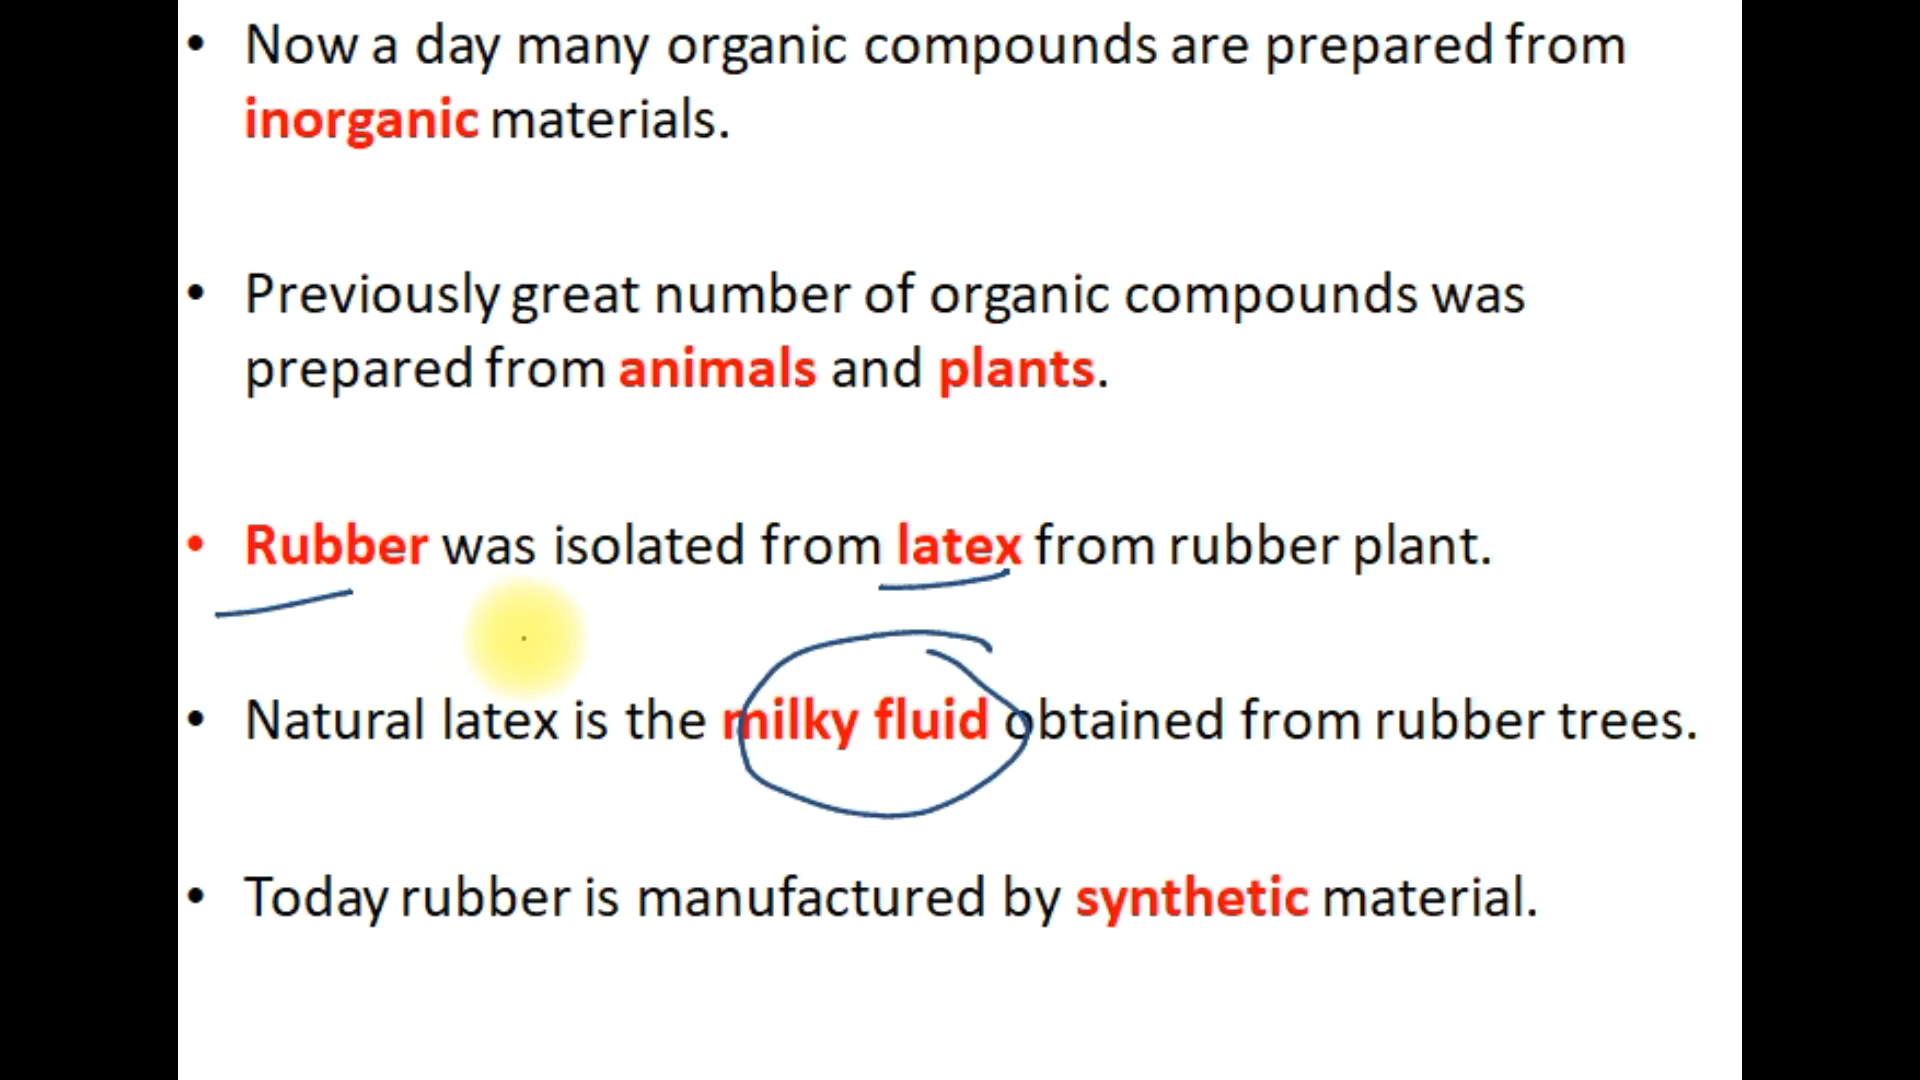 • Now a day many organic compounds are prepared from
inorganic materials.
• Previously great number of organic compounds was
prepared from animals and plants.
• Rubber was isolated from latex from rubber plant.
• Natural latex is the milky fluid obtained from rubber trees.
• Today rubber is manufactured by synthetic material.